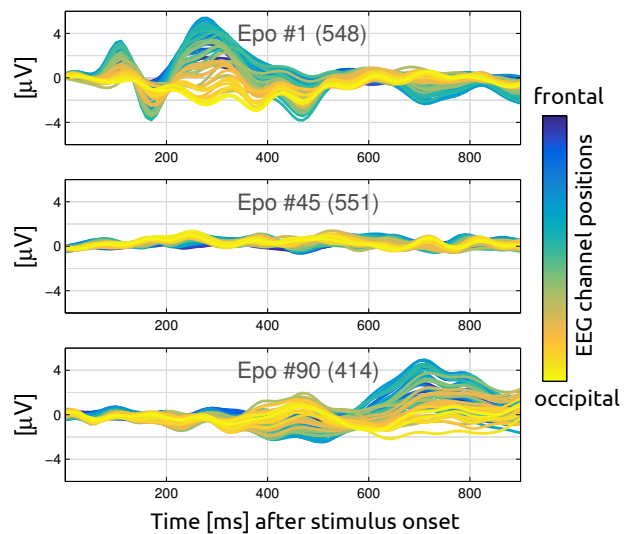 Epo #1 (548)
[µV]
4
0
−4
200
400
600
800
Epo #45 (551)
[µV]
4
0
−4
200
400
600
800
Epo #90 (414)
[µV]
4
0
−4
200
400
600
800
Time [ms] after stimulus onset
frontal
EEG channel positions
occipital